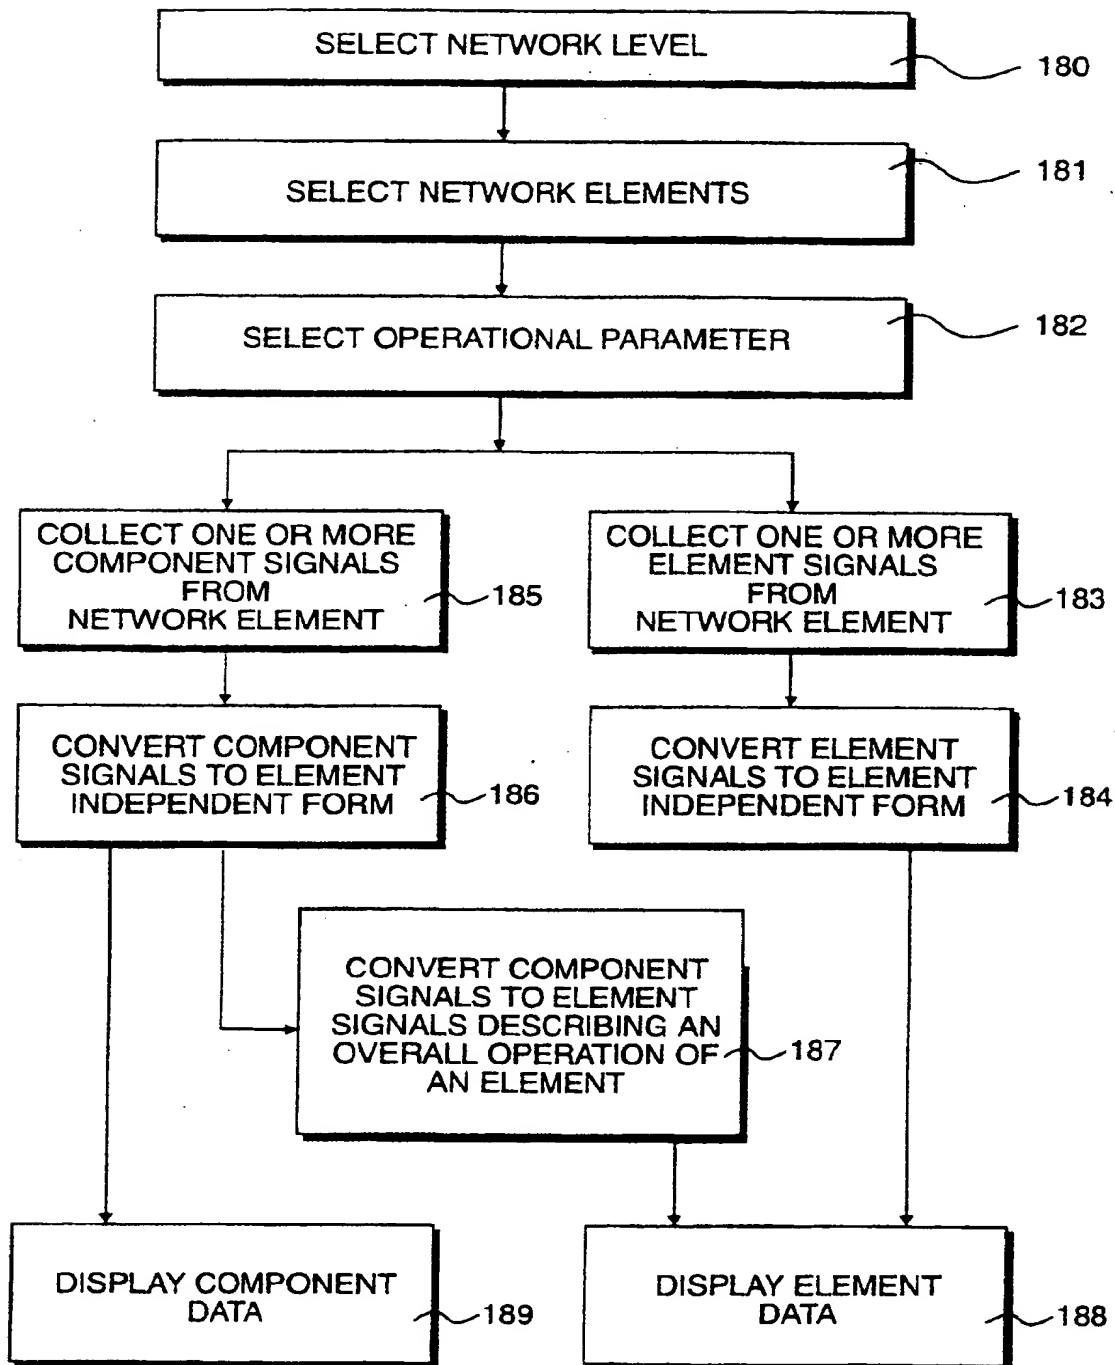 SELECT NETWORK LEVEL
180
SELECT NETWORK ELEMENTS
181
SELECT OPERATIONAL PARAMETER
182
COLLECT ONE OR MORE
COMPONENT SIGNALS
FROM
NETWORK ELEMENT
185
COLLECT ONE OR MORE
ELEMENT SIGNALS
FROM
NETWORK ELEMENT
183
CONVERT COMPONENT
SIGNALS TO ELEMENT
INDEPENDENT FORM
186
CONVERT ELEMENT
SIGNALS TO ELEMENT
INDEPENDENT FORM
184
CONVERT COMPONENT
SIGNALS TO ELEMENT
SIGNALS DESCRIBING AN
OVERALL OPERATION OF
AN ELEMENT
187
DISPLAY COMPONENT
DATA
189
DISPLAY ELEMENT
DATA
188